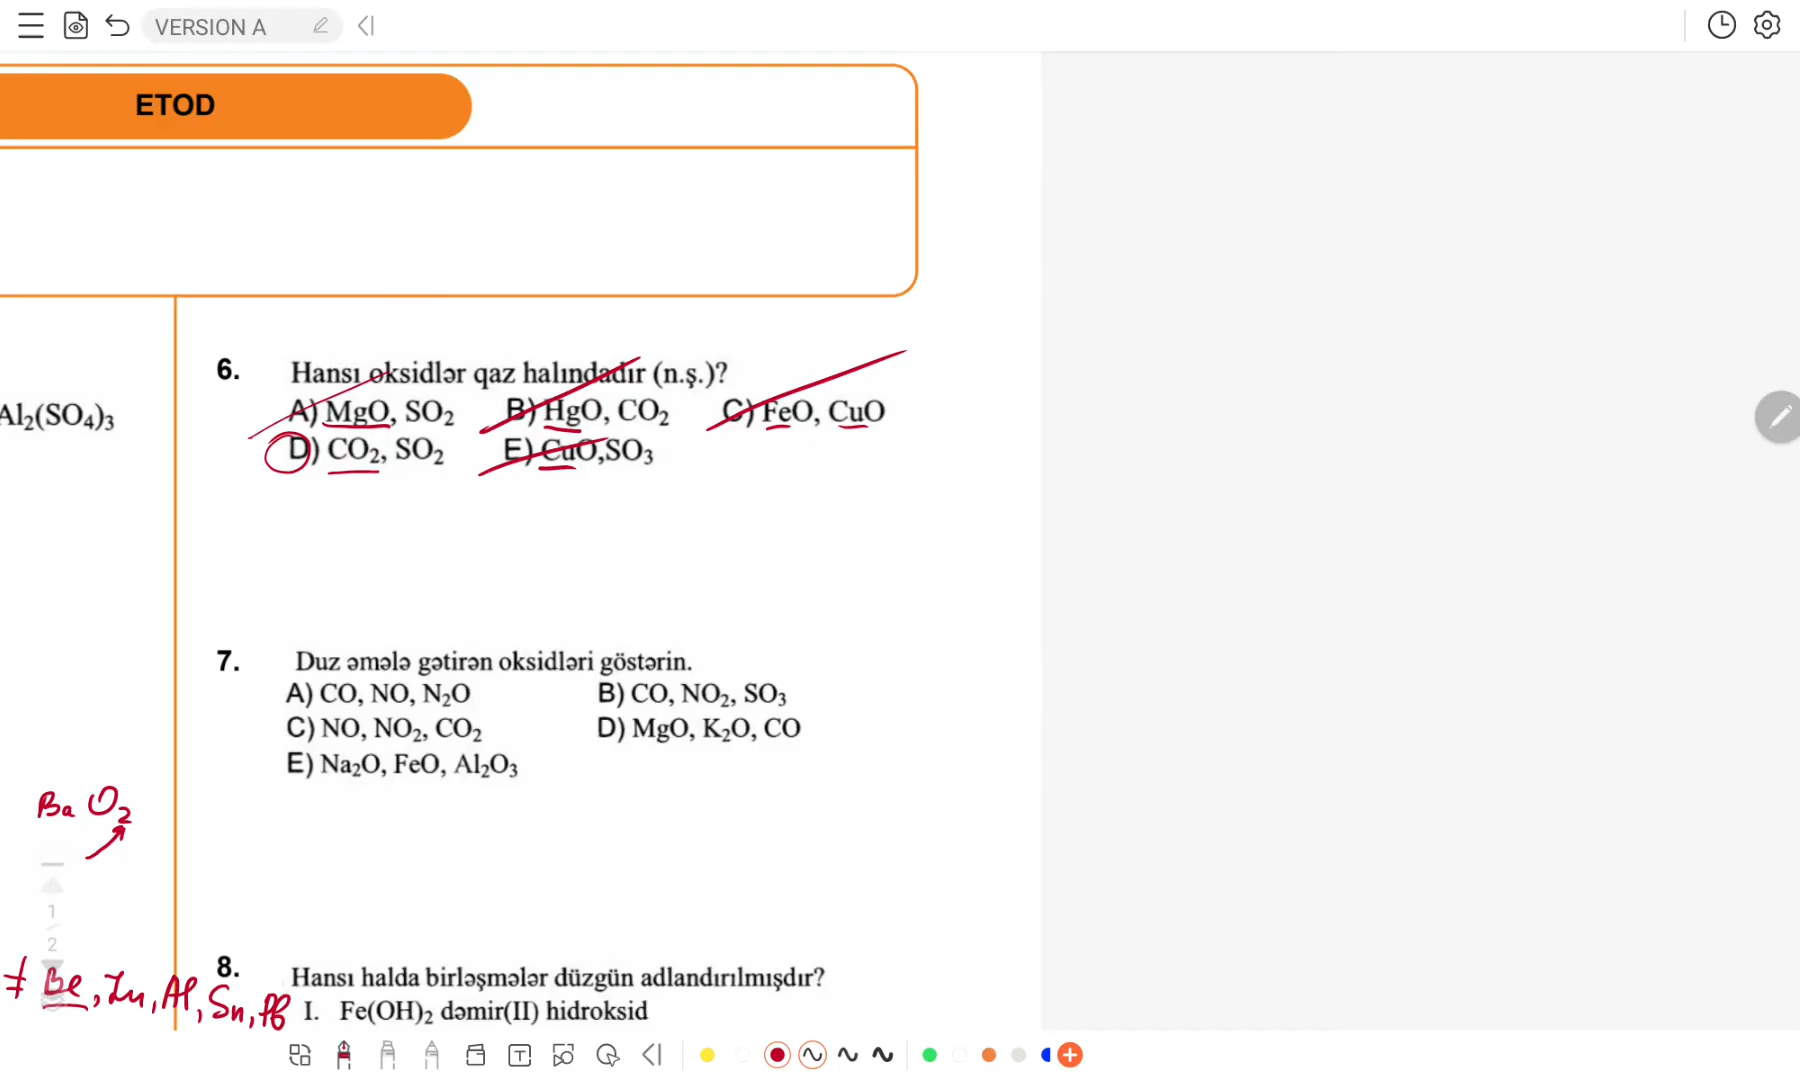 VERSION A
ETOD
Al₂(SO₄)₃
6. Hansı oksidlər qaz halındadır (n.ş.)?
A) MgO, SO₂ B) HgO, CO₂ C) FeO, CuO
D) CO₂, SO₂ E) CuO,SO₃
7. Duz əmələ gətirən oksidləri göstərin.
A) CO, NO, N₂O B) CO, NO₂, SO₃
C) NO, NO₂, CO₂ D) MgO, K₂O, CO
E) Na₂O, FeO, Al₂O₃
Ba O₂
1
2
≠ Be, Zn, Al, Sn, Pb
8. Hansı halda birləşmələr düzgün adlandırılmışdır?
I. Fe(OH)₂ dəmir(II) hidroksid